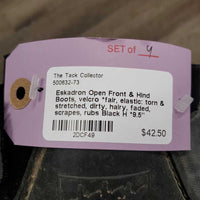 SET of 4
The Tack Collector
500832-73
Eskadron Open Front & Hind
Boots, velcro *fair, elastic: torn &
stretched, dirty, hairy, faded,
scrapes, rubs Black H *9.5"
2DCF49
$42.50